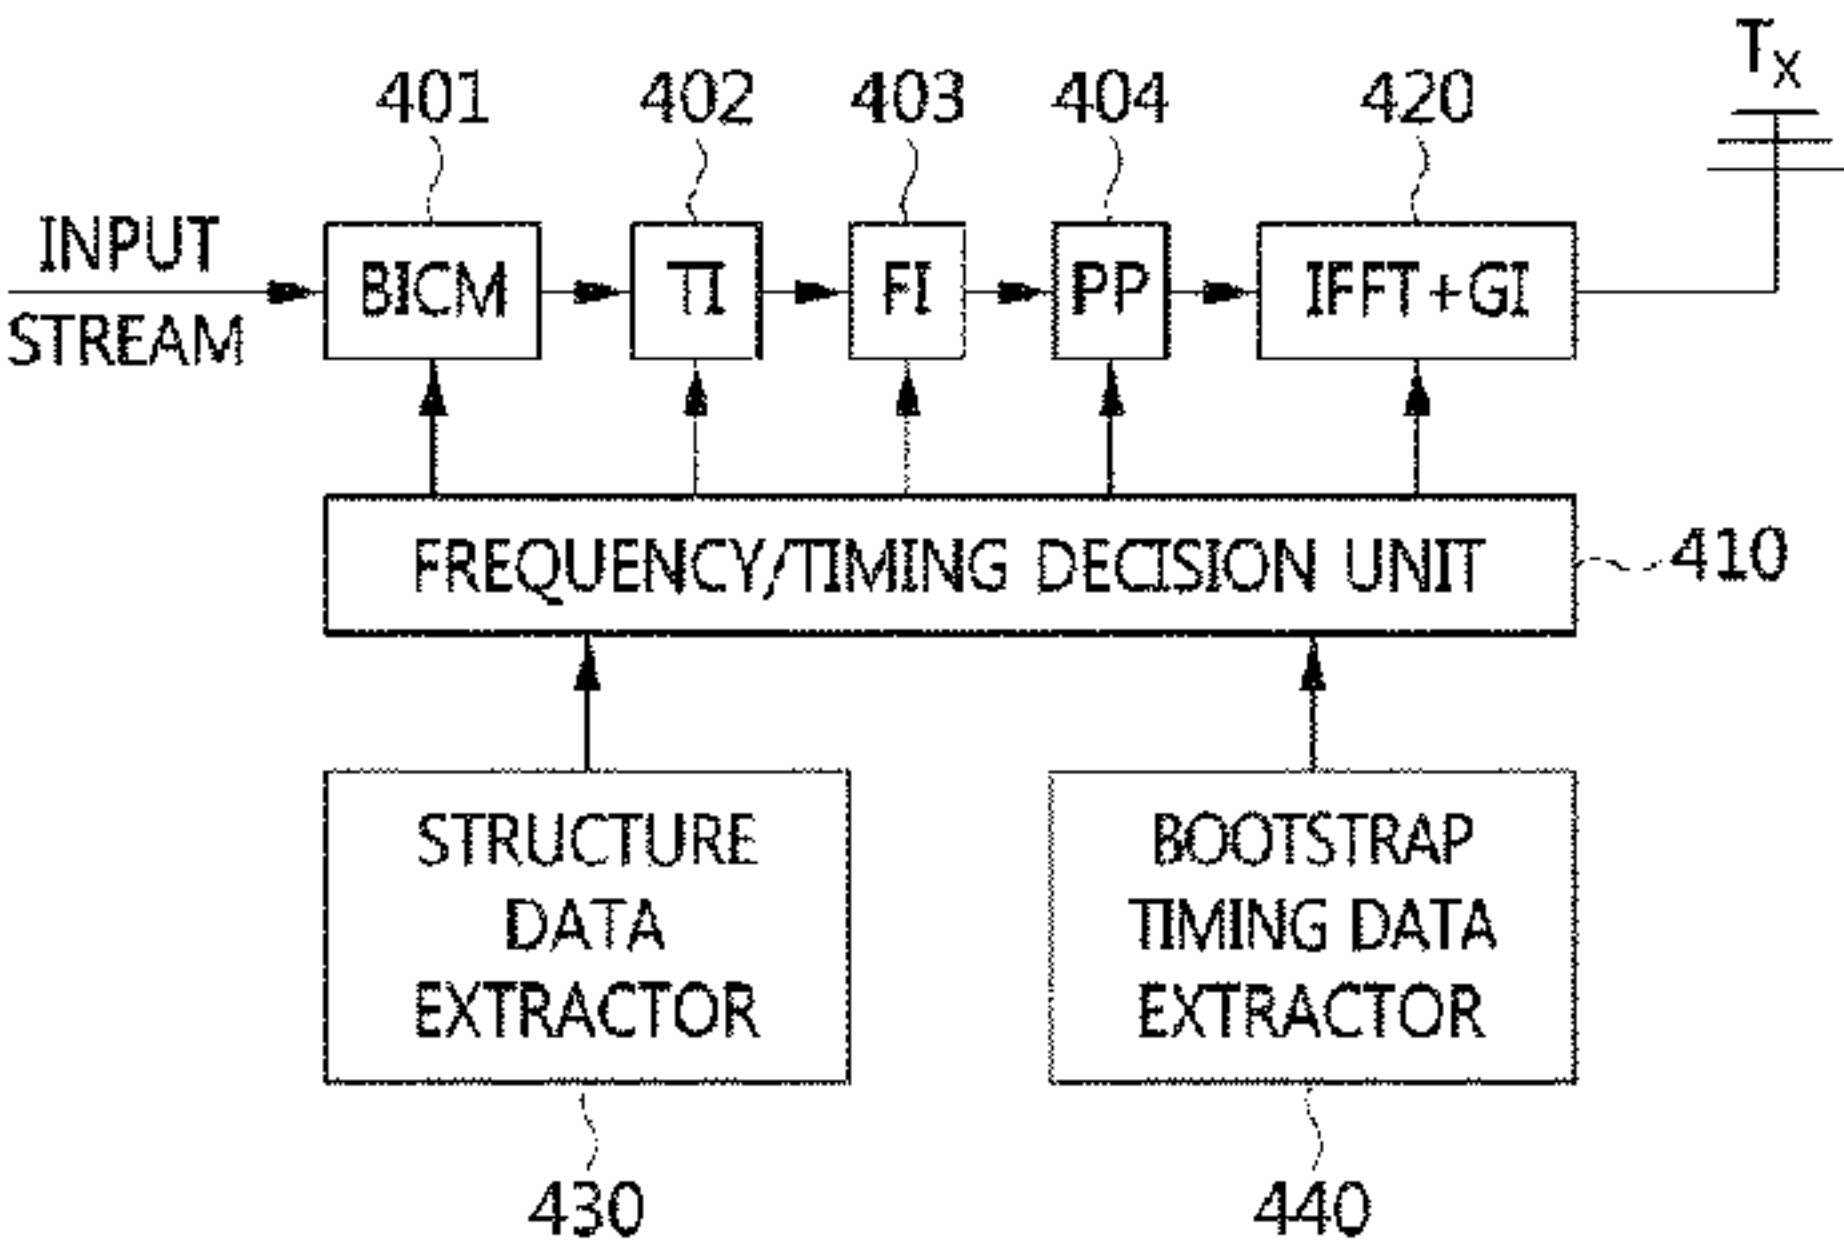 T_X
401
402
403
404
420
INPUT
STREAM
BICM
TI
FI
PP
IFFT+GI
FREQUENCY/TIMING DECISION UNIT
410
STRUCTURE
DATA
EXTRACTOR
BOOTSTRAP
TIMING DATA
EXTRACTOR
430
440